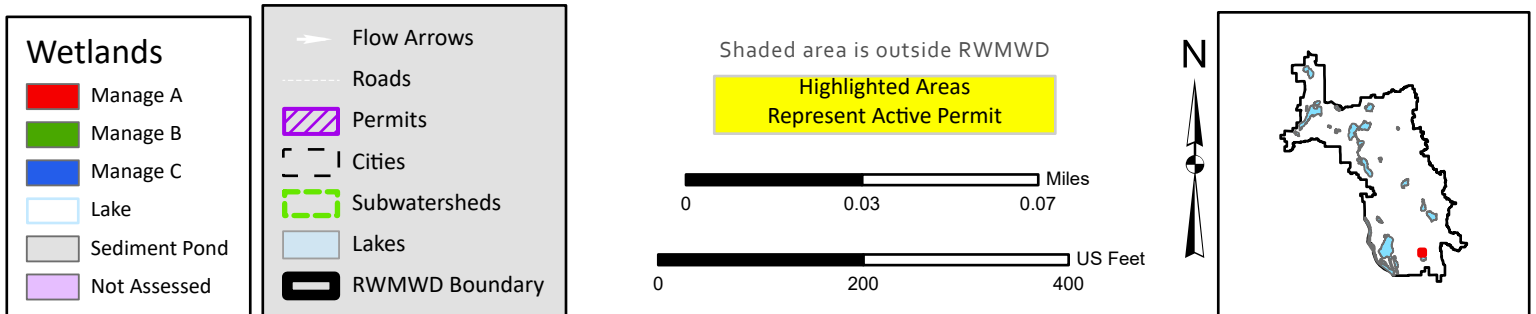 Wetlands
Manage A
Manage B
Manage C
Lake
Sediment Pond
Not Assessed
Flow Arrows
Roads
Permits
Cities
Subwatersheds
Lakes
RWMWD Boundary
Shaded area is outside RWMWD
Highlighted Areas
Represent Active Permit
Miles
0 0.03 0.07
US Feet
0 200 400
N